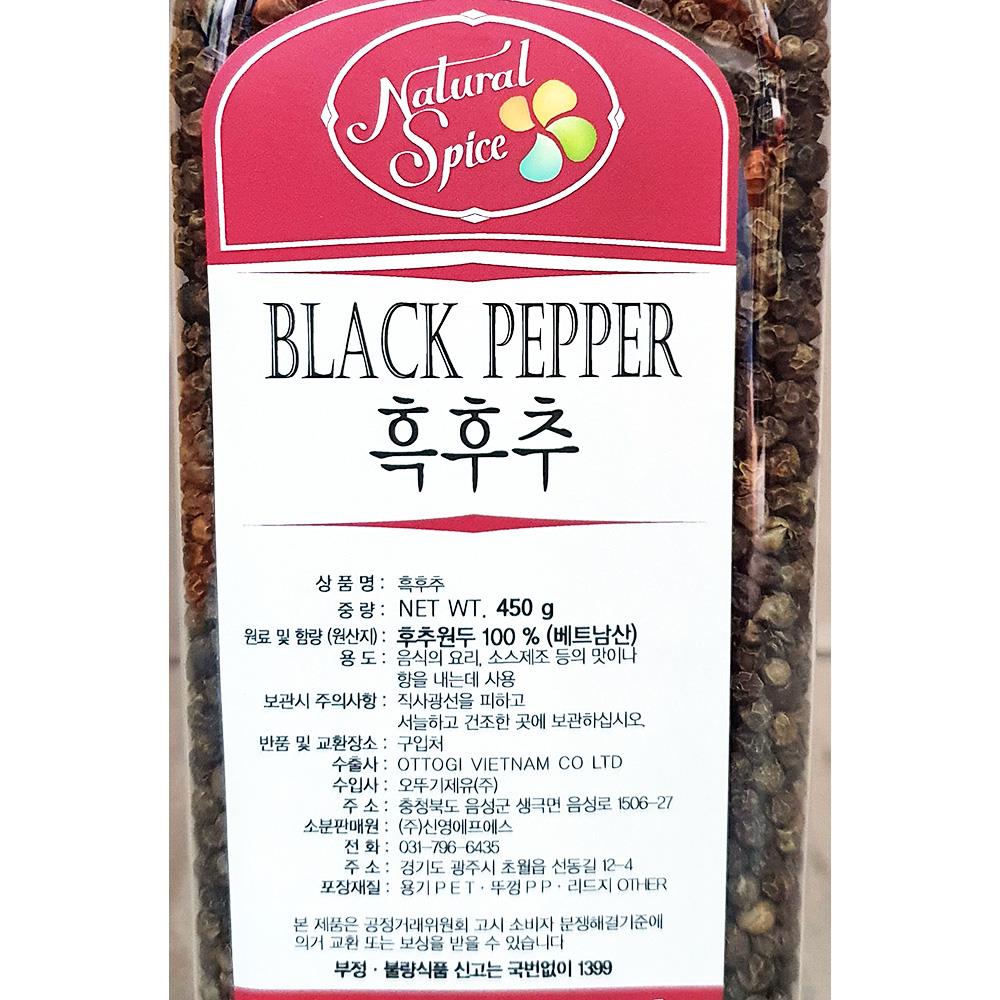 Natural
Spice
BLACK PEPPER
흑후추
상 품 명 : 흑후추
중 량 : NET WT. 450 g
원료 및 함량 (원산지) : 후추원두 100 % (베트남산)
용 도 : 음식의 요리, 소스제조 등의 맛이나
향을 내는데 사용
보관시 주의사항 : 직사광선을 피하고
서늘하고 건조한 곳에 보관하십시오.
반품 및 교환장소 : 구입처
수출사 : OTTOGI VIETNAM CO LTD
수입사 : 오뚜기제유(주)
주 소 : 충청북도 음성군 생극면 음성로 1506-27
소분판매원 : (주)신영에프에스
전 화 : 031-796-6435
주 소 : 경기도 광주시 초월읍 선동길 12-4
포장재질 : 용기 P E T · 뚜껑 P P · 리드지 OTHER
본 제품은 공정거래위원회 고시 소비자 분쟁해결기준에
의거 교환 또는 보상을 받을 수 있습니다
부정 · 불량식품 신고는 국번없이 1399